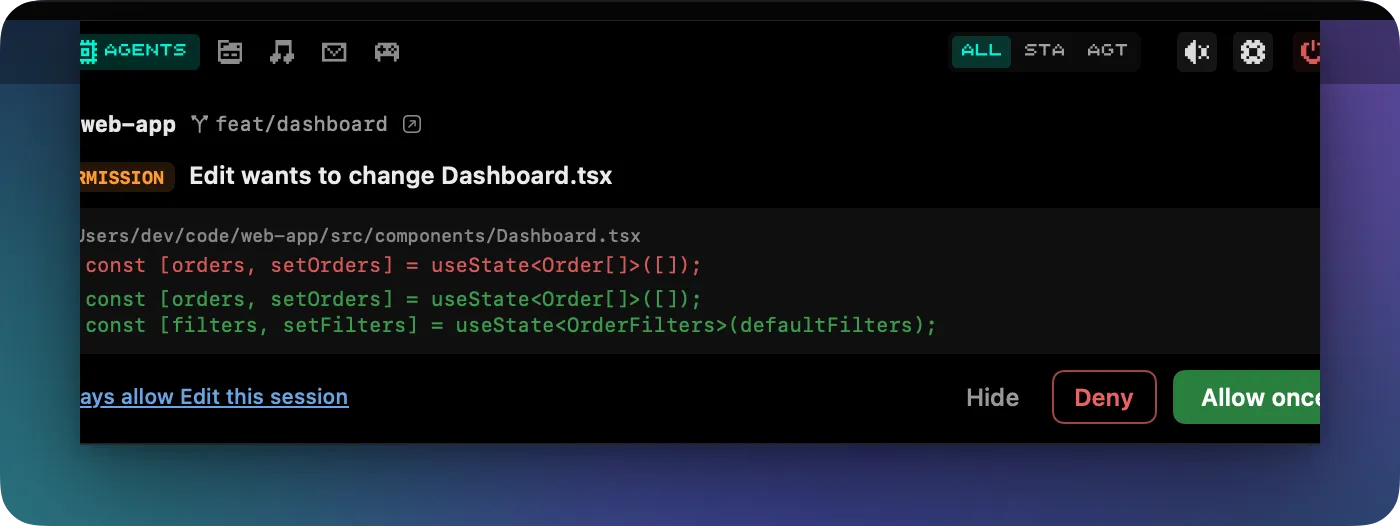 AGENTS ALL STA AGT
web-app feat/dashboard
RMISSION Edit wants to change Dashboard.tsx
Users/dev/code/web-app/src/components/Dashboard.tsx
const [orders, setOrders] = useState<Order[]>([]);
const [orders, setOrders] = useState<Order[]>([]);
const [filters, setFilters] = useState<OrderFilters>(defaultFilters);
ays allow Edit this session Hide Deny Allow once